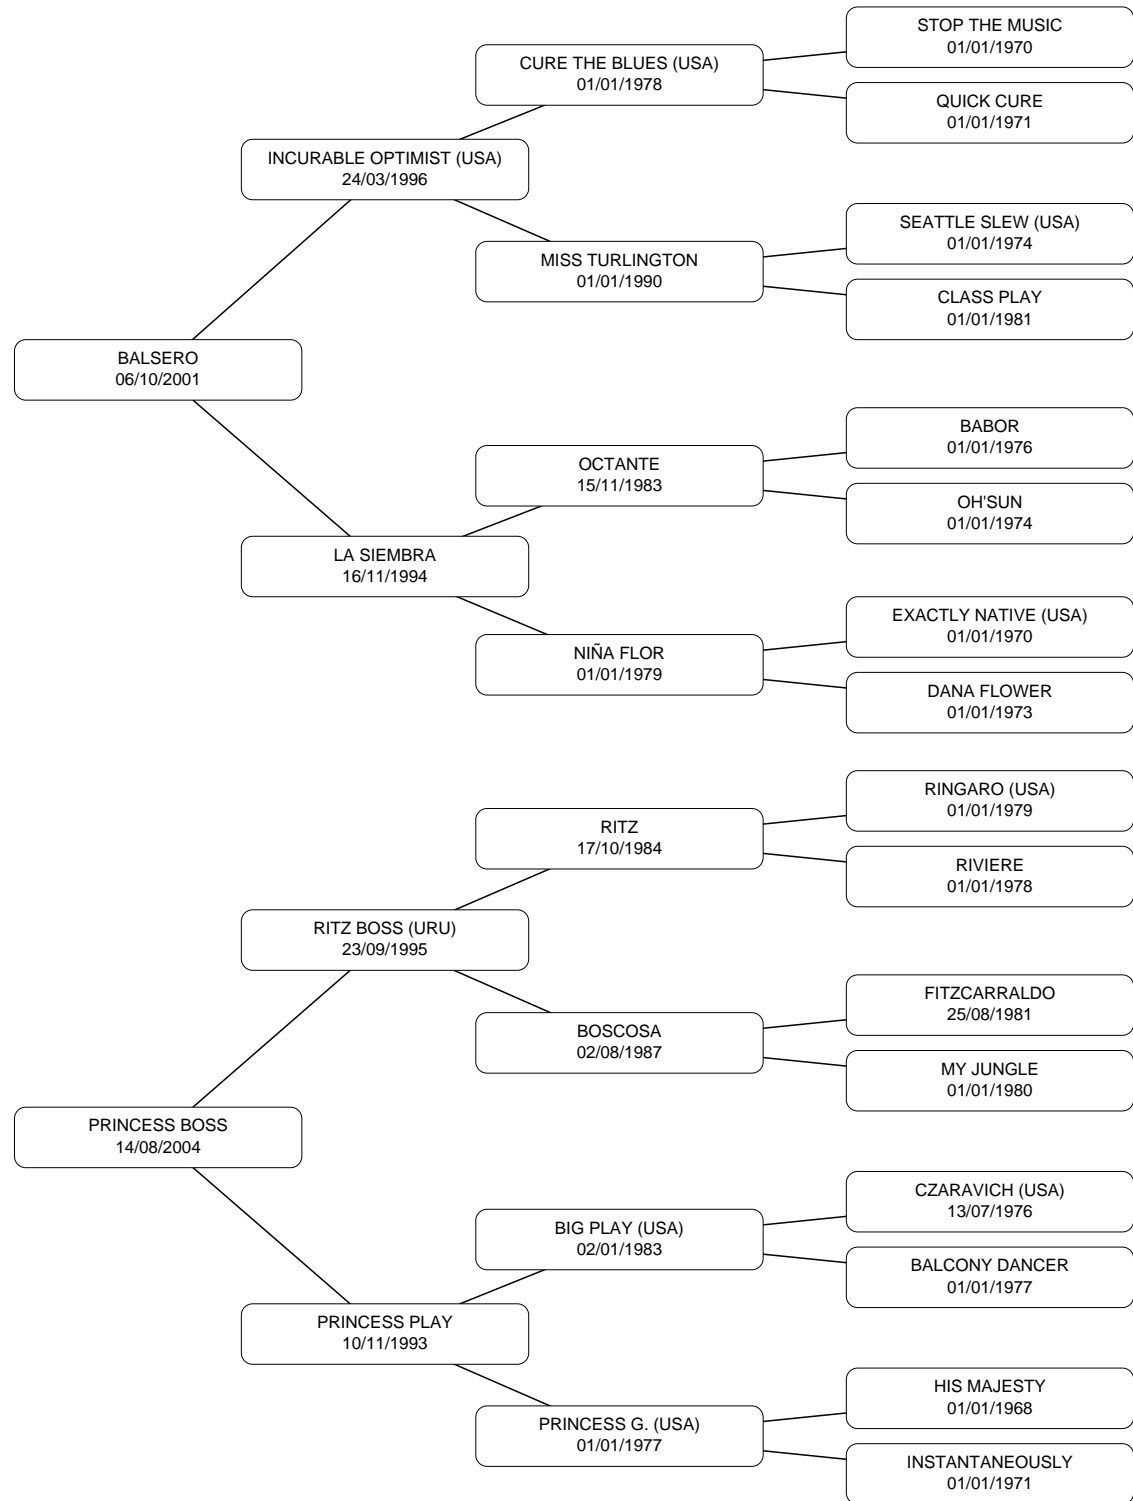 STOP THE MUSIC
01/01/1970
CURE THE BLUES (USA)
01/01/1978
QUICK CURE
01/01/1971
INCURABLE OPTIMIST (USA)
24/03/1996
SEATTLE SLEW (USA)
01/01/1974
MISS TURLINGTON
01/01/1990
CLASS PLAY
01/01/1981
BALSERO
06/10/2001
BABOR
01/01/1976
OCTANTE
15/11/1983
OH'SUN
01/01/1974
LA SIEMBRA
16/11/1994
EXACTLY NATIVE (USA)
01/01/1970
NIÑA FLOR
01/01/1979
DANA FLOWER
01/01/1973
RINGARO (USA)
01/01/1979
RITZ
17/10/1984
RIVIERE
01/01/1978
RITZ BOSS (URU)
23/09/1995
FITZCARRALDO
25/08/1981
BOSCOSA
02/08/1987
MY JUNGLE
01/01/1980
PRINCESS BOSS
14/08/2004
CZARAVICH (USA)
13/07/1976
BIG PLAY (USA)
02/01/1983
BALCONY DANCER
01/01/1977
PRINCESS PLAY
10/11/1993
HIS MAJESTY
01/01/1968
PRINCESS G. (USA)
01/01/1977
INSTANTANEOUSLY
01/01/1971